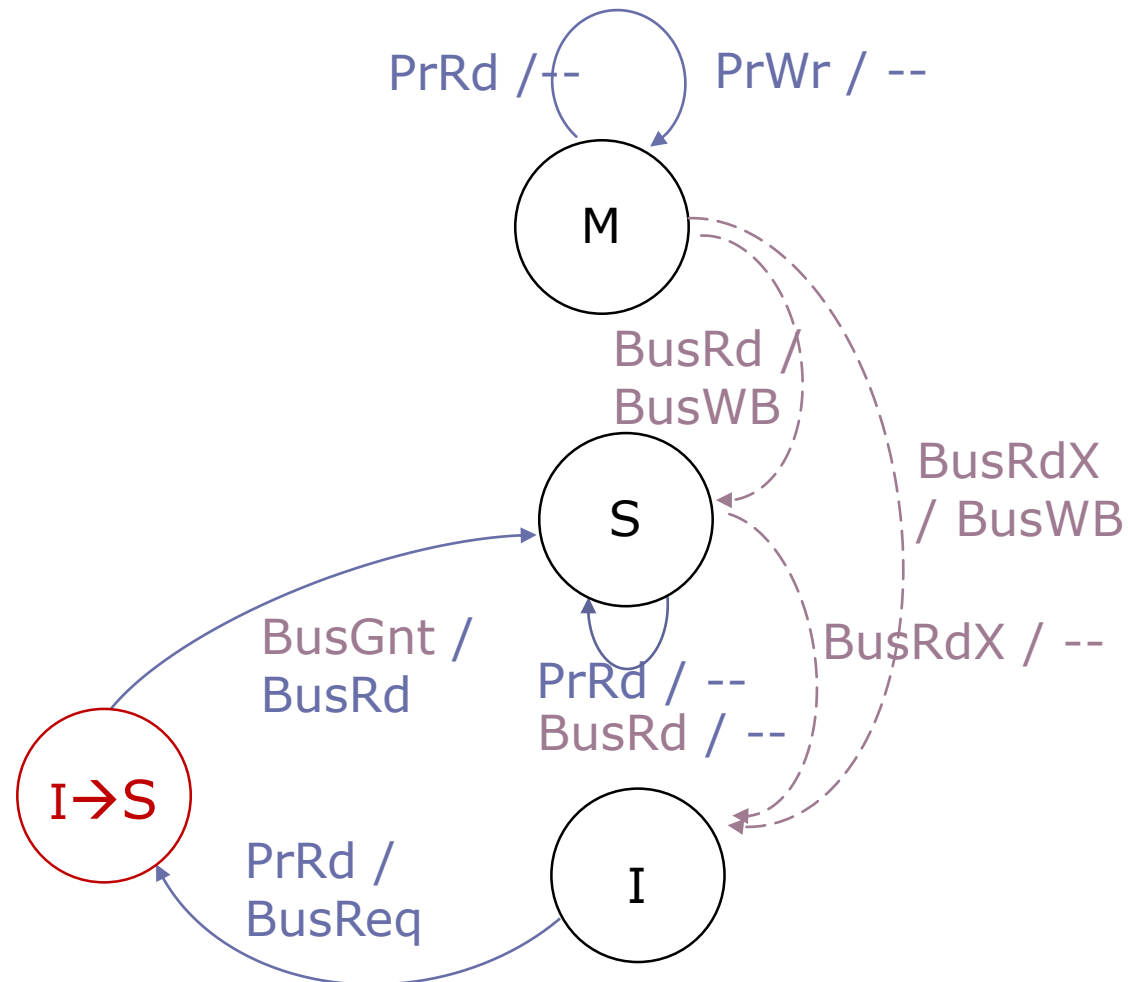 PrRd /--
PrWr / --
M
BusRd /
BusWB
BusRdX
/ BusWB
S
BusGnt /
BusRd
PrRd / --
BusRd / --
BusRdX / --
I→S
PrRd /
BusReq
I